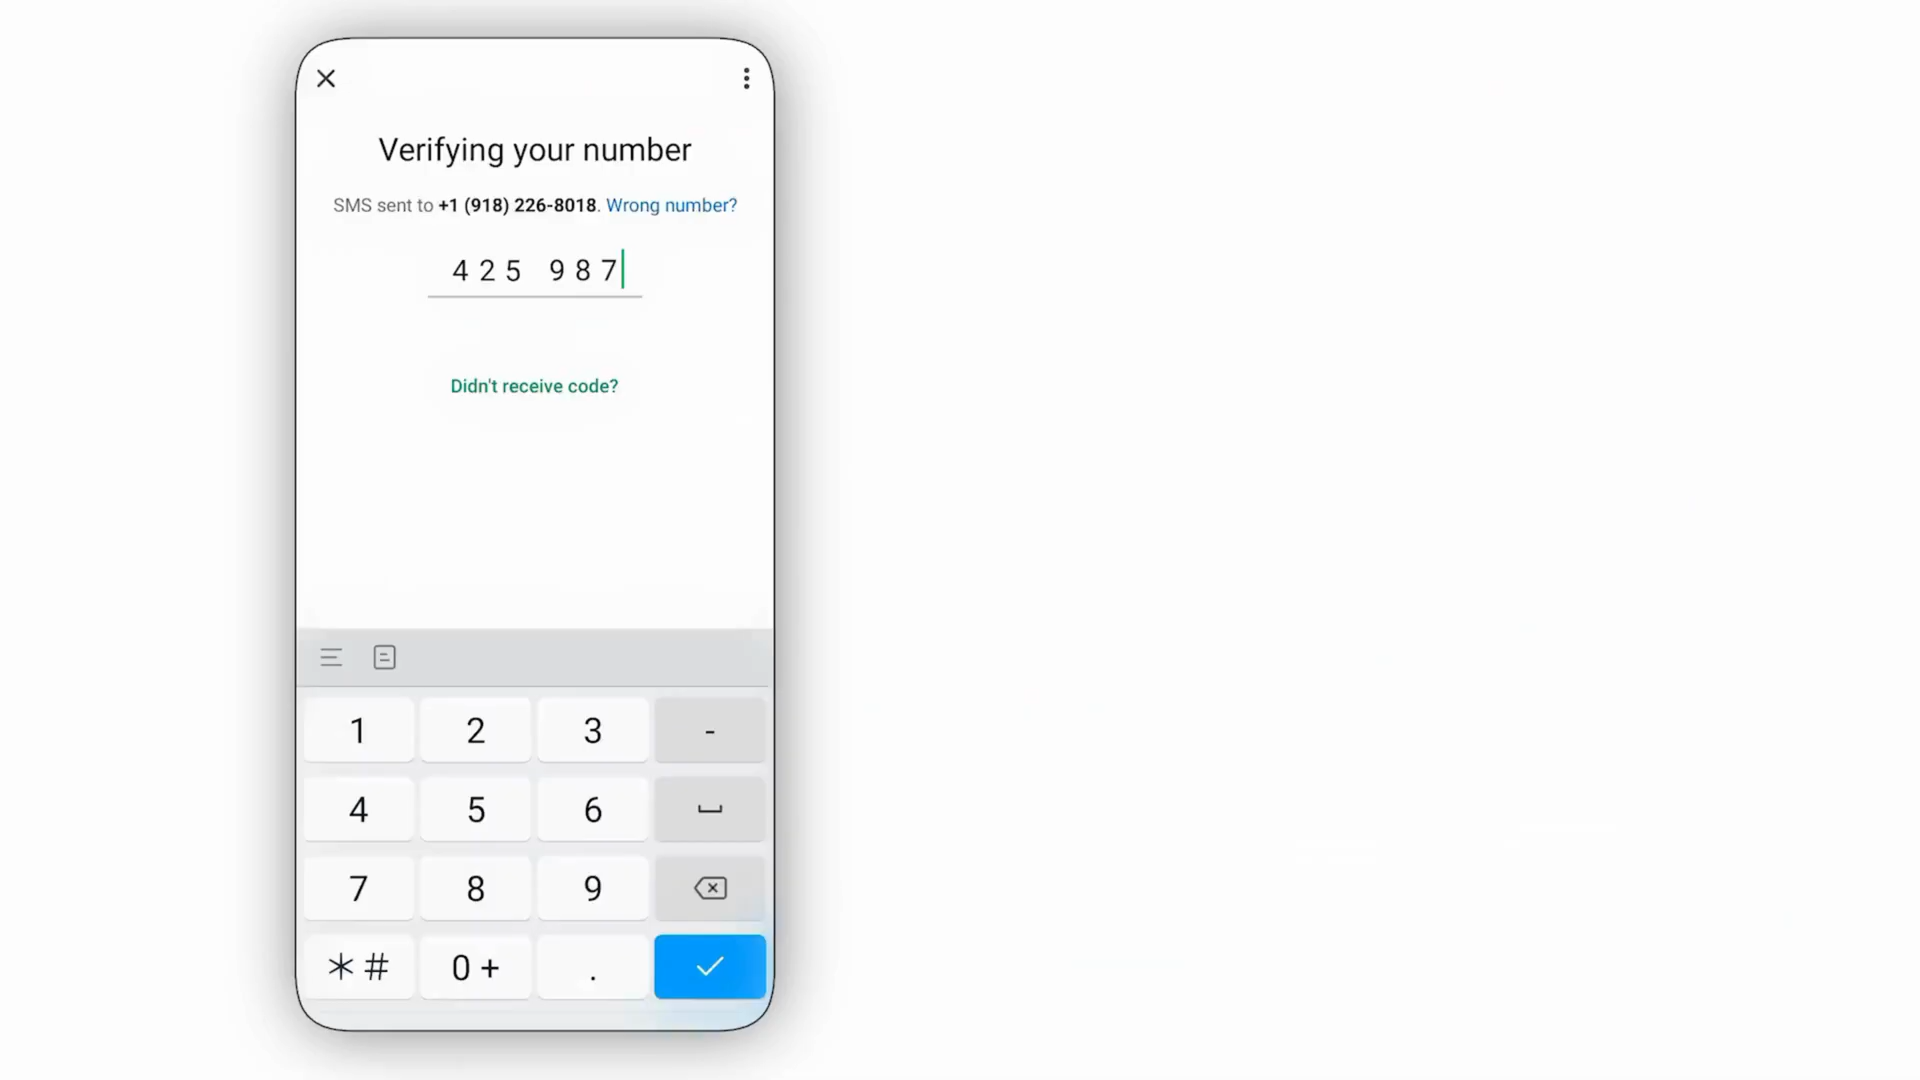 Verifying your number
SMS sent to +1 (918) 226-8018. Wrong number?
425 987
Didn't receive code?
1 2 3 -
4 5 6
7 8 9
*# 0 + .